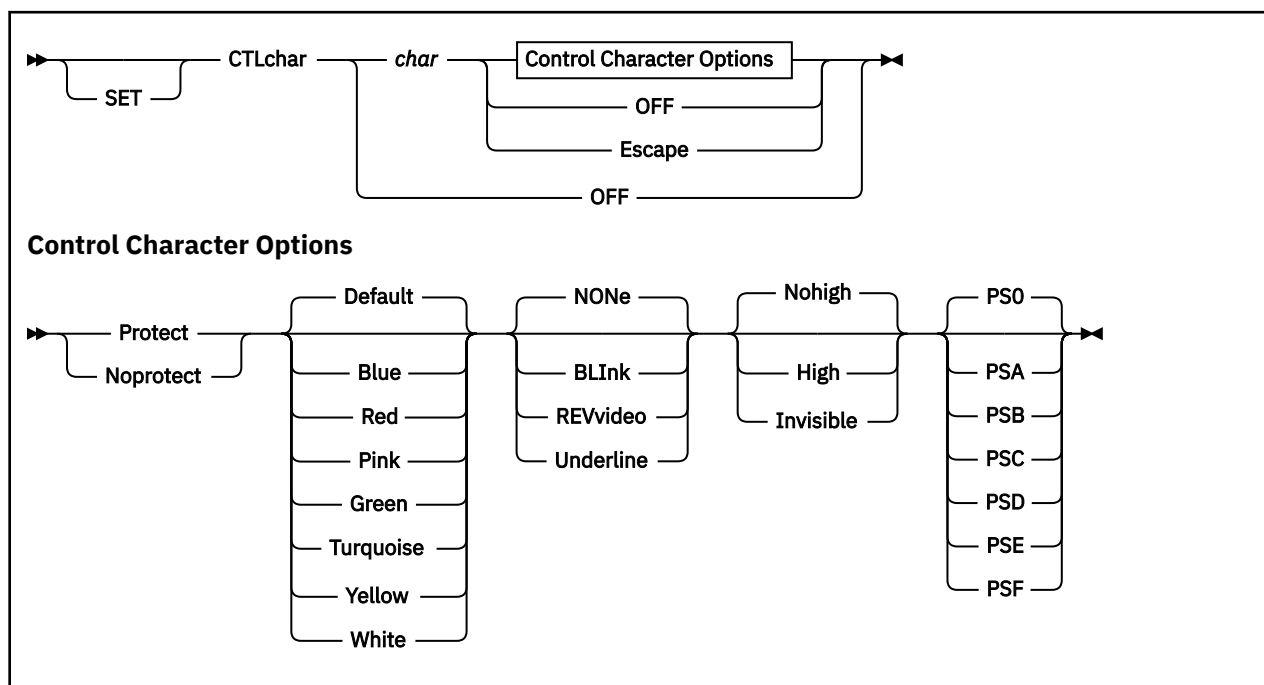 CTLchar char Control Character Options
SET
OFF
Escape
OFF
Control Character Options
Default NONe Nohigh PS0
Protect
Noprotect Blue BLInk High PSA
Red REVvideo Invisible PSB
Pink Underline PSC
Green PSD
Turquoise PSE
Yellow PSF
White